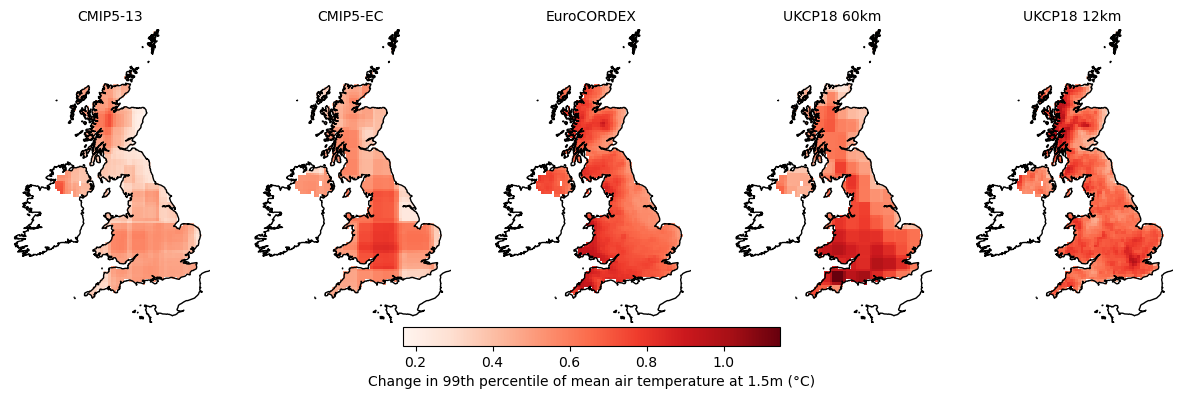 CMIP5-13 CMIP5-EC EuroCORDEX UKCP18 60km UKCP18 12km
0.2 0.4 0.6 0.8 1.0
Change in 99th percentile of mean air temperature at 1.5m (°C)